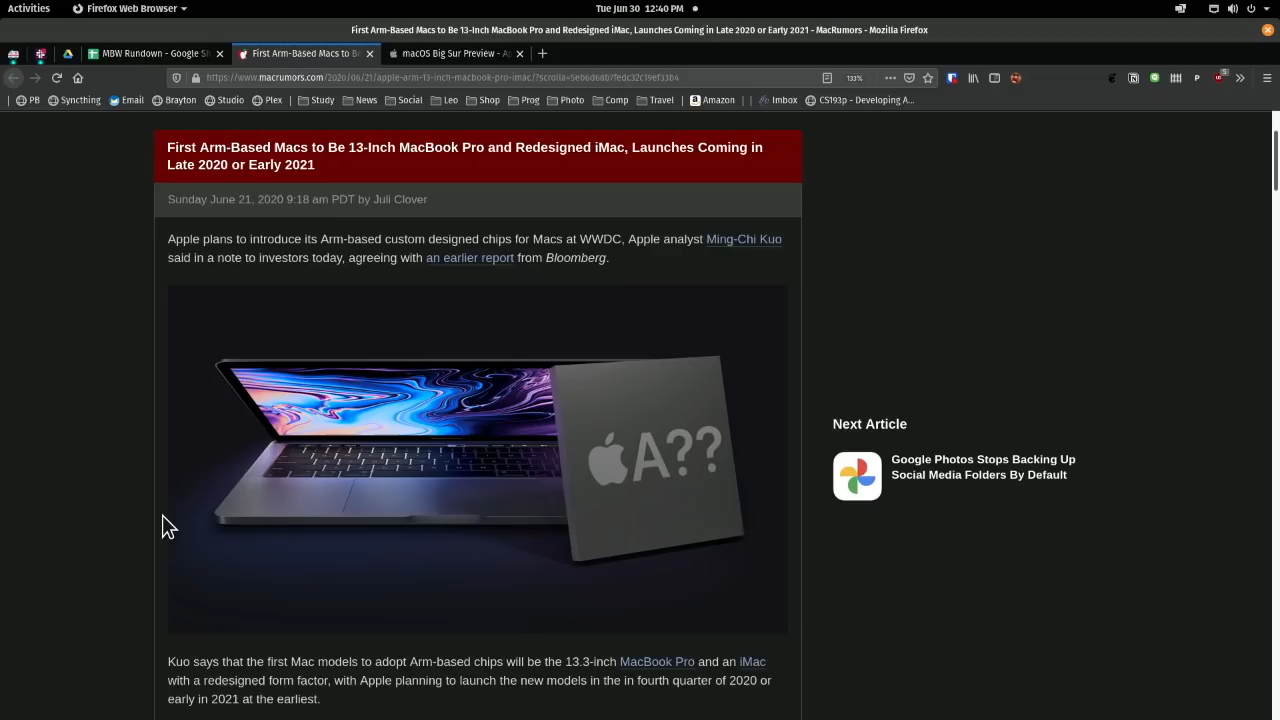 Activities
Firefox Web Browser
Tue Jun 30 12:40 PM
First Arm-Based Macs to Be 13-Inch MacBook Pro and Redesigned iMac, Launches Coming in Late 2020 or Early 2021 - MacRumors - Mozilla Firefox
MBW Rundown - Google Sh
First Arm-Based Macs to Be
macOS Big Sur Preview - Ap
https://www.macrumors.com/2020/06/21/apple-arm-13-inch-macbook-pro-imac/?scrolla=5eb6d68b7fedc32c19ef33b4
133%
PB
Syncthing
Email
Brayton
Studio
Plex
Study
News
Social
Leo
Shop
Prog
Photo
Comp
Travel
Amazon
Inbox
CS193p - Developing A...
First Arm-Based Macs to Be 13-Inch MacBook Pro and Redesigned iMac, Launches Coming in
Late 2020 or Early 2021
Sunday June 21, 2020 9:18 am PDT by Juli Clover
Apple plans to introduce its Arm-based custom designed chips for Macs at WWDC, Apple analyst Ming-Chi Kuo
said in a note to investors today, agreeing with an earlier report from Bloomberg.
A??
Next Article
Google Photos Stops Backing Up
Social Media Folders By Default
Kuo says that the first Mac models to adopt Arm-based chips will be the 13.3-inch MacBook Pro and an iMac
with a redesigned form factor, with Apple planning to launch the new models in the in fourth quarter of 2020 or
early in 2021 at the earliest.